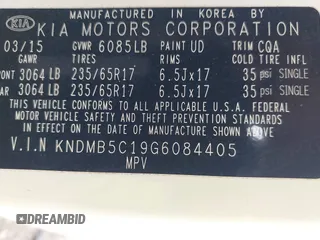 MANUFACTURED IN KOREA BY
KIA KIA MOTORS CORPORATION
03/15 GVWR 6085LB PAINT UD TRIM CQA
GAWR TIRES RIMS COLD TIRE INFL
ONT 3064 LB 235/65R17 6.5J×17 35 psi SINGLE
AR 3064 LB 235/65R17 6.5J×17 35 psi SINGLE
THIS VEHICLE CONFORMS TO ALL APPLICABLE U.S.A. FEDERAL
MOTOR VEHICLE SAFETY AND THEFT PREVENTION STANDARDS
IN EFFECT ON THE DATE OF MANUFACTURE SHOWN ABOVE.
V.I.N KNDMB5C19G6084405
MPV
DREAMBID